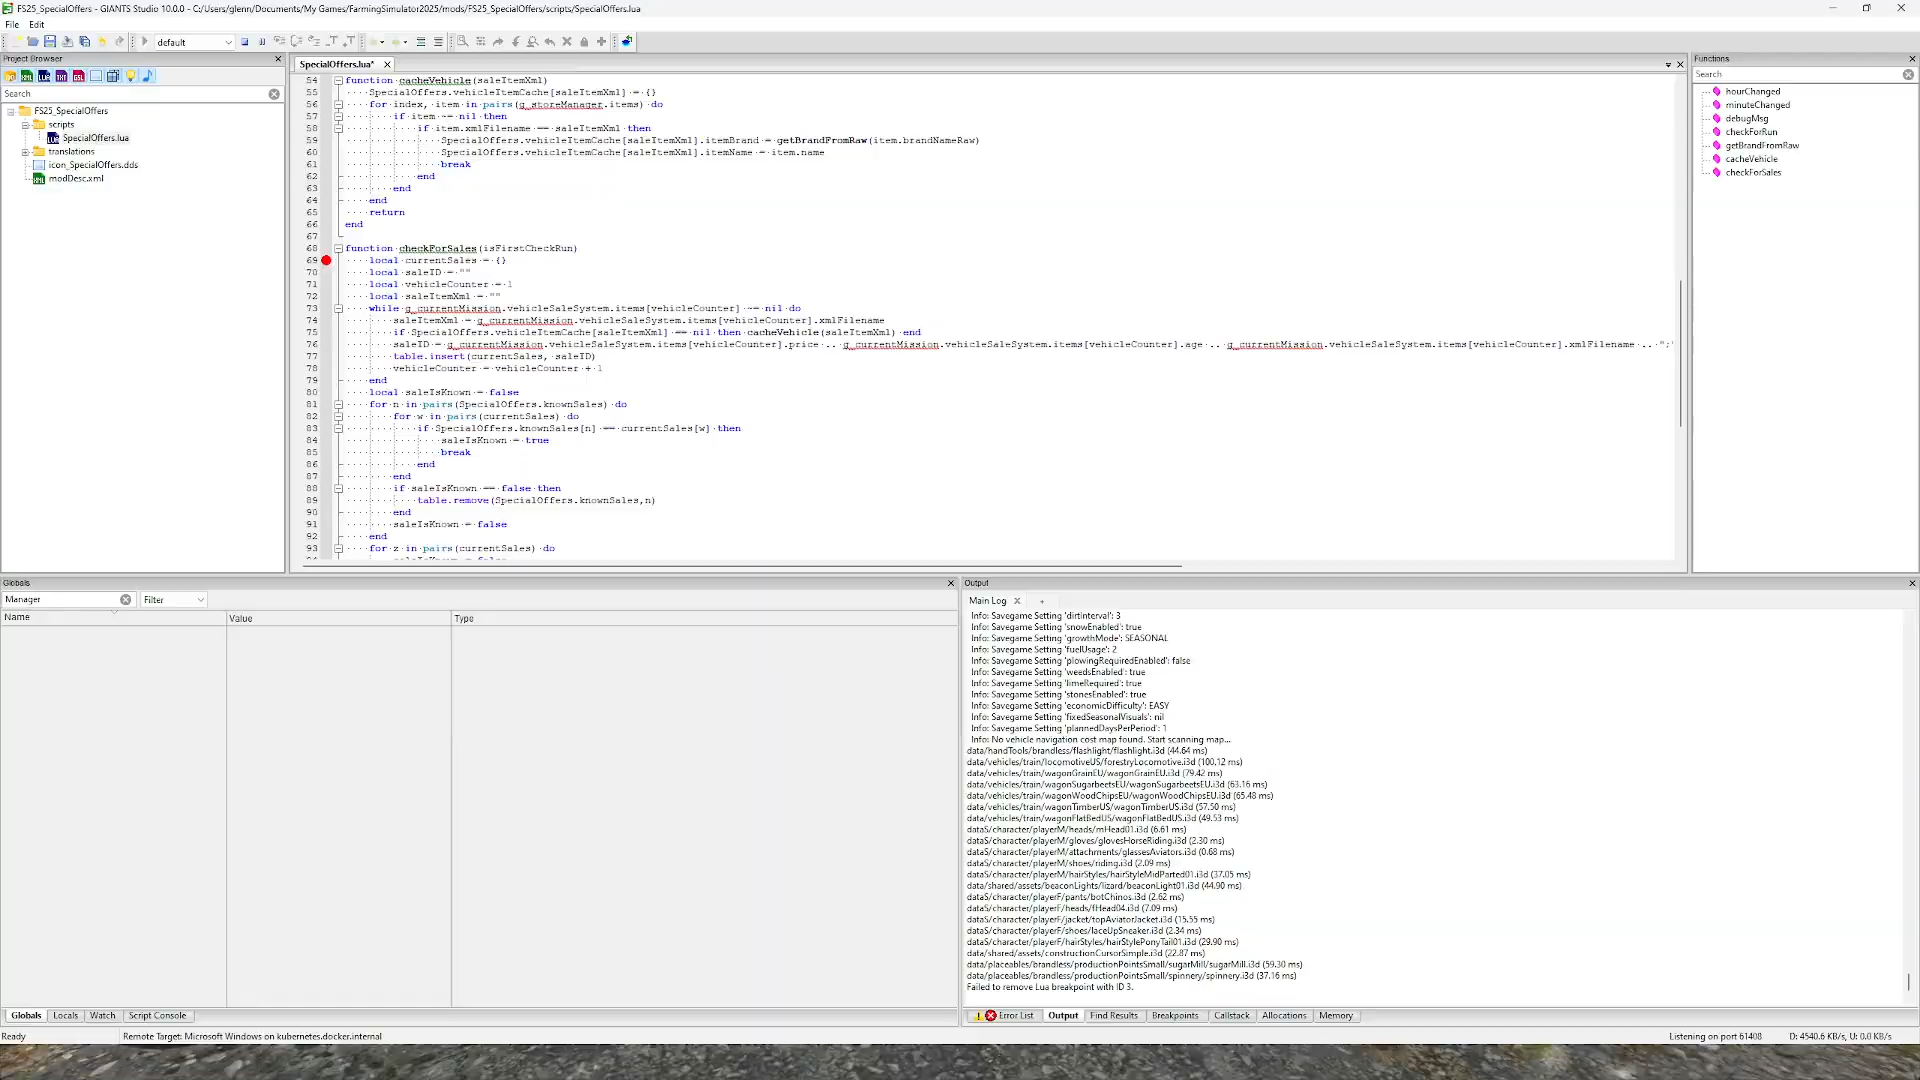 FS25_SpecialOffers - GIANTS Studio 10.0.0 - C:/Users/glenn/Documents/My Games/FarmingSimulator2025/mods/FS25_SpecialOffers/scripts/SpecialOffers.lua
File Edit
default
Project Browser
Search
FS25_SpecialOffers
scripts
SpecialOffers.lua
translations
icon_SpecialOffers.dds
modDesc.xml
SpecialOffers.lua*
54 function cacheVehicle(saleItemXml)
55 SpecialOffers.vehicleItemCache[saleItemXml] = {}
56 for index, item in pairs(g_storeManager.items) do
57 if item ~= nil then
58 if item.xmlFilename == saleItemXml then
59 SpecialOffers.vehicleItemCache[saleItemXml].itemBrand = getBrandFromRaw(item.brandNameRaw)
60 SpecialOffers.vehicleItemCache[saleItemXml].itemName = item.name
61 break
62 end
63 end
64 end
65 return
66 end
67
68 function checkForSales(isFirstCheckRun)
69 local currentSales = {}
70 local saleID = ""
71 local vehicleCounter = 1
72 local saleItemXml = ""
73 while g_currentMission.vehicleSaleSystem.items[vehicleCounter] ~= nil do
74 saleItemXml = g_currentMission.vehicleSaleSystem.items[vehicleCounter].xmlFilename
75 if SpecialOffers.vehicleItemCache[saleItemXml] == nil then cacheVehicle(saleItemXml) end
76 saleID = g_currentMission.vehicleSaleSystem.items[vehicleCounter].price .. g_currentMission.vehicleSaleSystem.items[vehicleCounter].age .. g_currentMission.vehicleSaleSystem.items[vehicleCounter].xmlFilename .. ";"
77 table.insert(currentSales, saleID)
78 vehicleCounter = vehicleCounter + 1
79 end
80 local saleIsKnown = false
81 for n in pairs(SpecialOffers.knownSales) do
82 for w in pairs(currentSales) do
83 if SpecialOffers.knownSales[n] == currentSales[w] then
84 saleIsKnown = true
85 break
86 end
87 end
88 if saleIsKnown == false then
89 table.remove(SpecialOffers.knownSales,n)
90 end
91 saleIsKnown = false
92 end
93 for z in pairs(currentSales) do
Functions
Search
hourChanged
minuteChanged
debugMsg
checkForRun
getBrandFromRaw
cacheVehicle
checkForSales
Globals
Manager
Filter
Name Value Type
Globals Locals Watch Script Console
Output
Main Log +
Info: Savegame Setting 'dirtInterval': 3
Info: Savegame Setting 'snowEnabled': true
Info: Savegame Setting 'growthMode': SEASONAL
Info: Savegame Setting 'fuelUsage': 2
Info: Savegame Setting 'plowingRequiredEnabled': false
Info: Savegame Setting 'weedsEnabled': true
Info: Savegame Setting 'limeRequired': true
Info: Savegame Setting 'stonesEnabled': true
Info: Savegame Setting 'economicDifficulty': EASY
Info: Savegame Setting 'fixedSeasonalVisuals': nil
Info: Savegame Setting 'plannedDaysPerPeriod': 1
Info: No vehicle navigation cost map found. Start scanning map...
data/handTools/brandless/flashlight/flashlight.i3d (44.64 ms)
data/vehicles/train/locomotiveUS/forestryLocomotive.i3d (100.12 ms)
data/vehicles/train/wagonGrainEU/wagonGrainEU.i3d (79.42 ms)
data/vehicles/train/wagonSugarbeetsEU/wagonSugarbeetsEU.i3d (63.16 ms)
data/vehicles/train/wagonWoodChipsEU/wagonWoodChipsEU.i3d (65.48 ms)
data/vehicles/train/wagonTimberUS/wagonTimberUS.i3d (57.50 ms)
data/vehicles/train/wagonFlatBedUS/wagonFlatBedUS.i3d (49.53 ms)
dataS/character/playerM/heads/mHead01.i3d (6.61 ms)
dataS/character/playerM/gloves/glovesHorseRiding.i3d (2.30 ms)
dataS/character/playerM/attachments/glassesAviators.i3d (0.68 ms)
dataS/character/playerM/shoes/riding.i3d (2.09 ms)
dataS/character/playerM/hairStyles/hairStyleMidParted01.i3d (37.05 ms)
data/shared/assets/beaconLights/lizard/beaconLight01.i3d (44.90 ms)
dataS/character/playerF/pants/botChinos.i3d (2.62 ms)
dataS/character/playerF/heads/fHead04.i3d (7.09 ms)
dataS/character/playerF/jacket/topAviatorJacket.i3d (15.55 ms)
dataS/character/playerF/shoes/laceUpSneaker.i3d (2.34 ms)
dataS/character/playerF/hairStyles/hairStylePonyTail01.i3d (29.90 ms)
data/shared/assets/constructionCursorSimple.i3d (22.87 ms)
data/placeables/brandless/productionPointsSmall/sugarMill/sugarMill.i3d (59.30 ms)
data/placeables/brandless/productionPointsSmall/spinnery/spinnery.i3d (37.16 ms)
Failed to remove Lua breakpoint with ID 3.
Error List Output Find Results Breakpoints Callstack Allocations Memory
Ready Remote Target: Microsoft Windows on kubernetes.docker.internal Listening on port 61408 D: 4540.6 KB/s, U: 0.0 KB/s